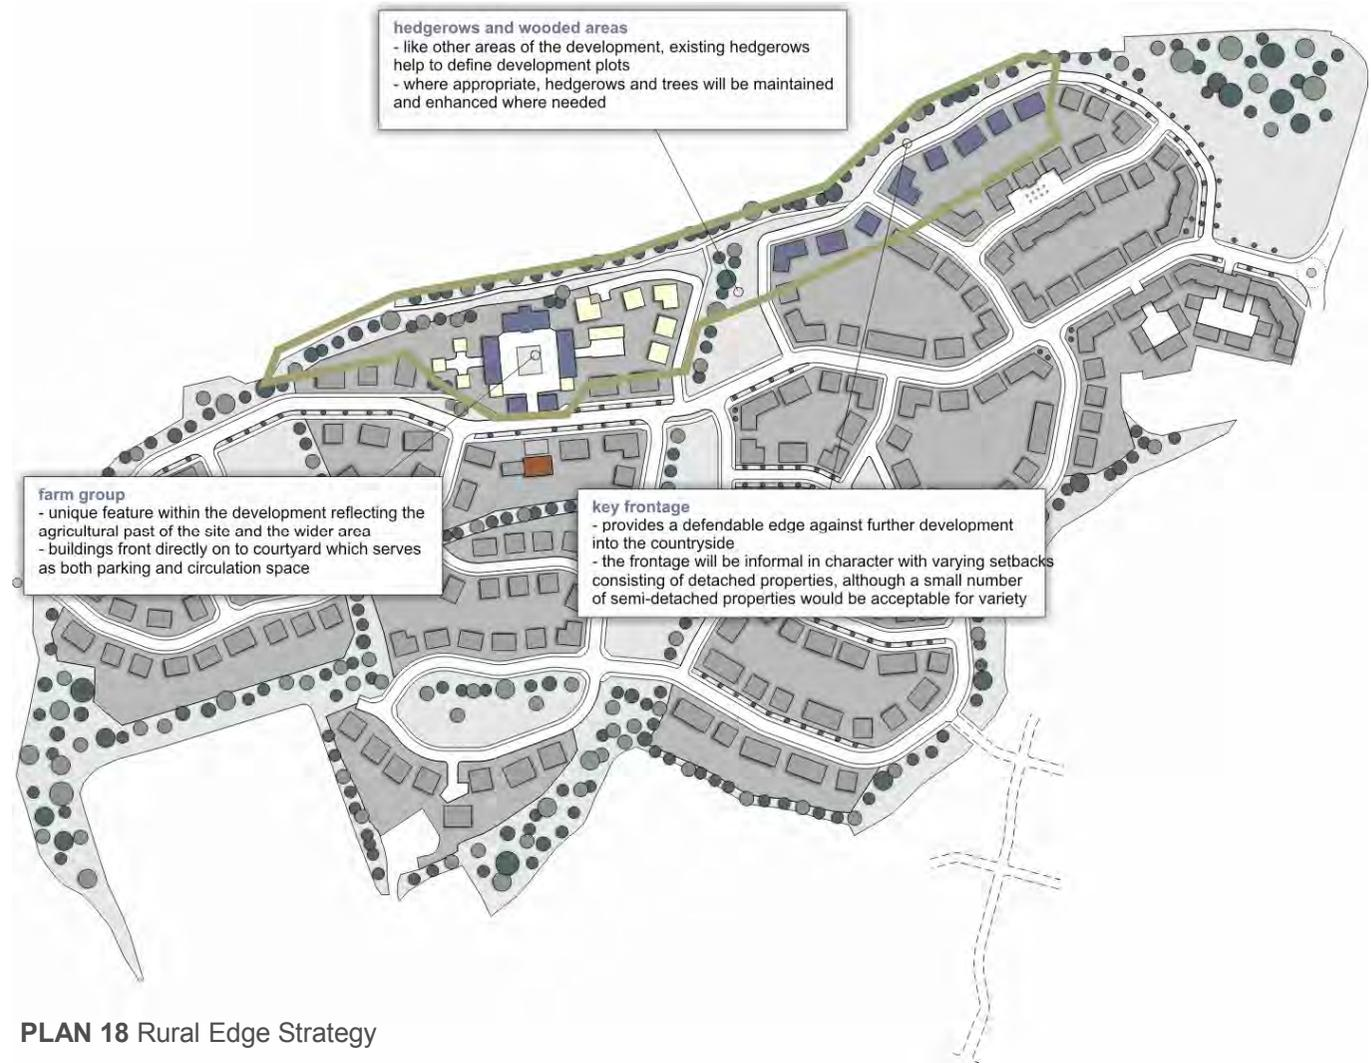 hedgerows and wooded areas
- like other areas of the development, existing hedgerows
help to define development plots
- where appropriate, hedgerows and trees will be maintained
and enhanced where needed
farm group
- unique feature within the development reflecting the
agricultural past of the site and the wider area
- buildings front directly on to courtyard which serves
as both parking and circulation space
key frontage
- provides a defendable edge against further development
into the countryside
- the frontage will be informal in character with varying setbacks
consisting of detached properties, although a small number
of semi-detached properties would be acceptable for variety
PLAN 18 Rural Edge Strategy